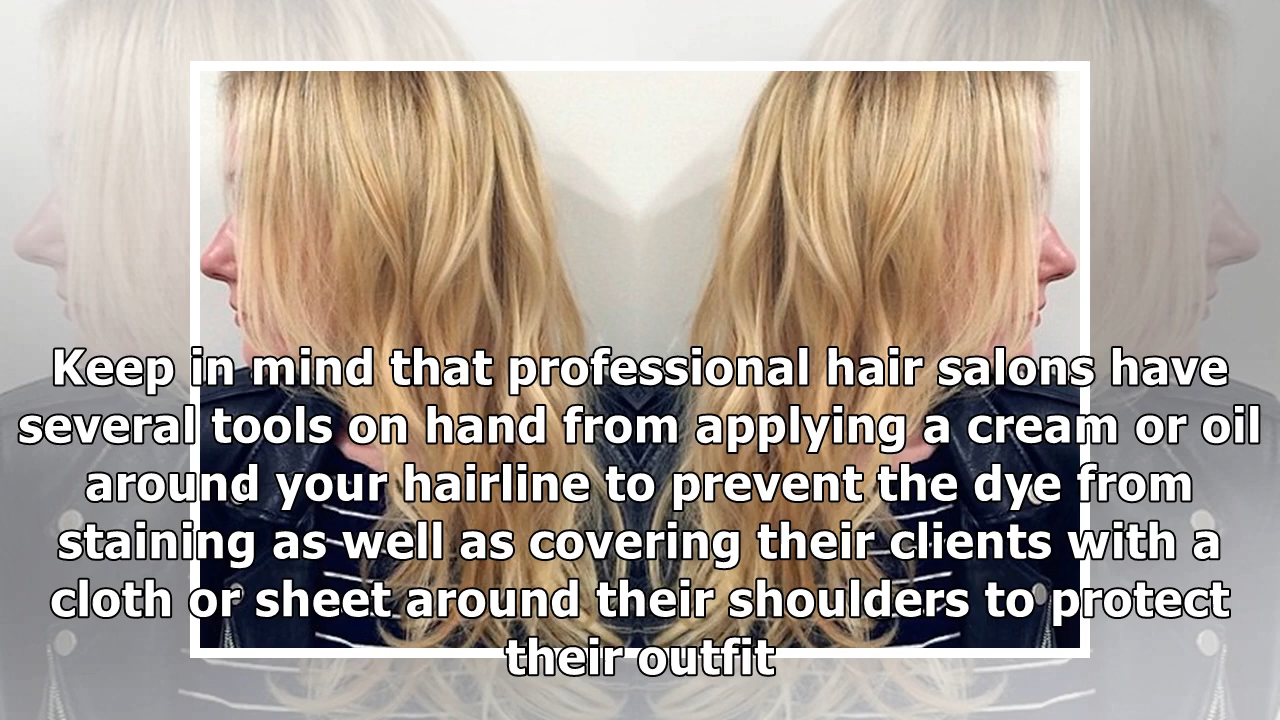 Keep in mind that professional hair salons have
several tools on hand from applying a cream or oil
around your hairline to prevent the dye from
staining as well as covering their clients with a
cloth or sheet around their shoulders to protect
their outfit